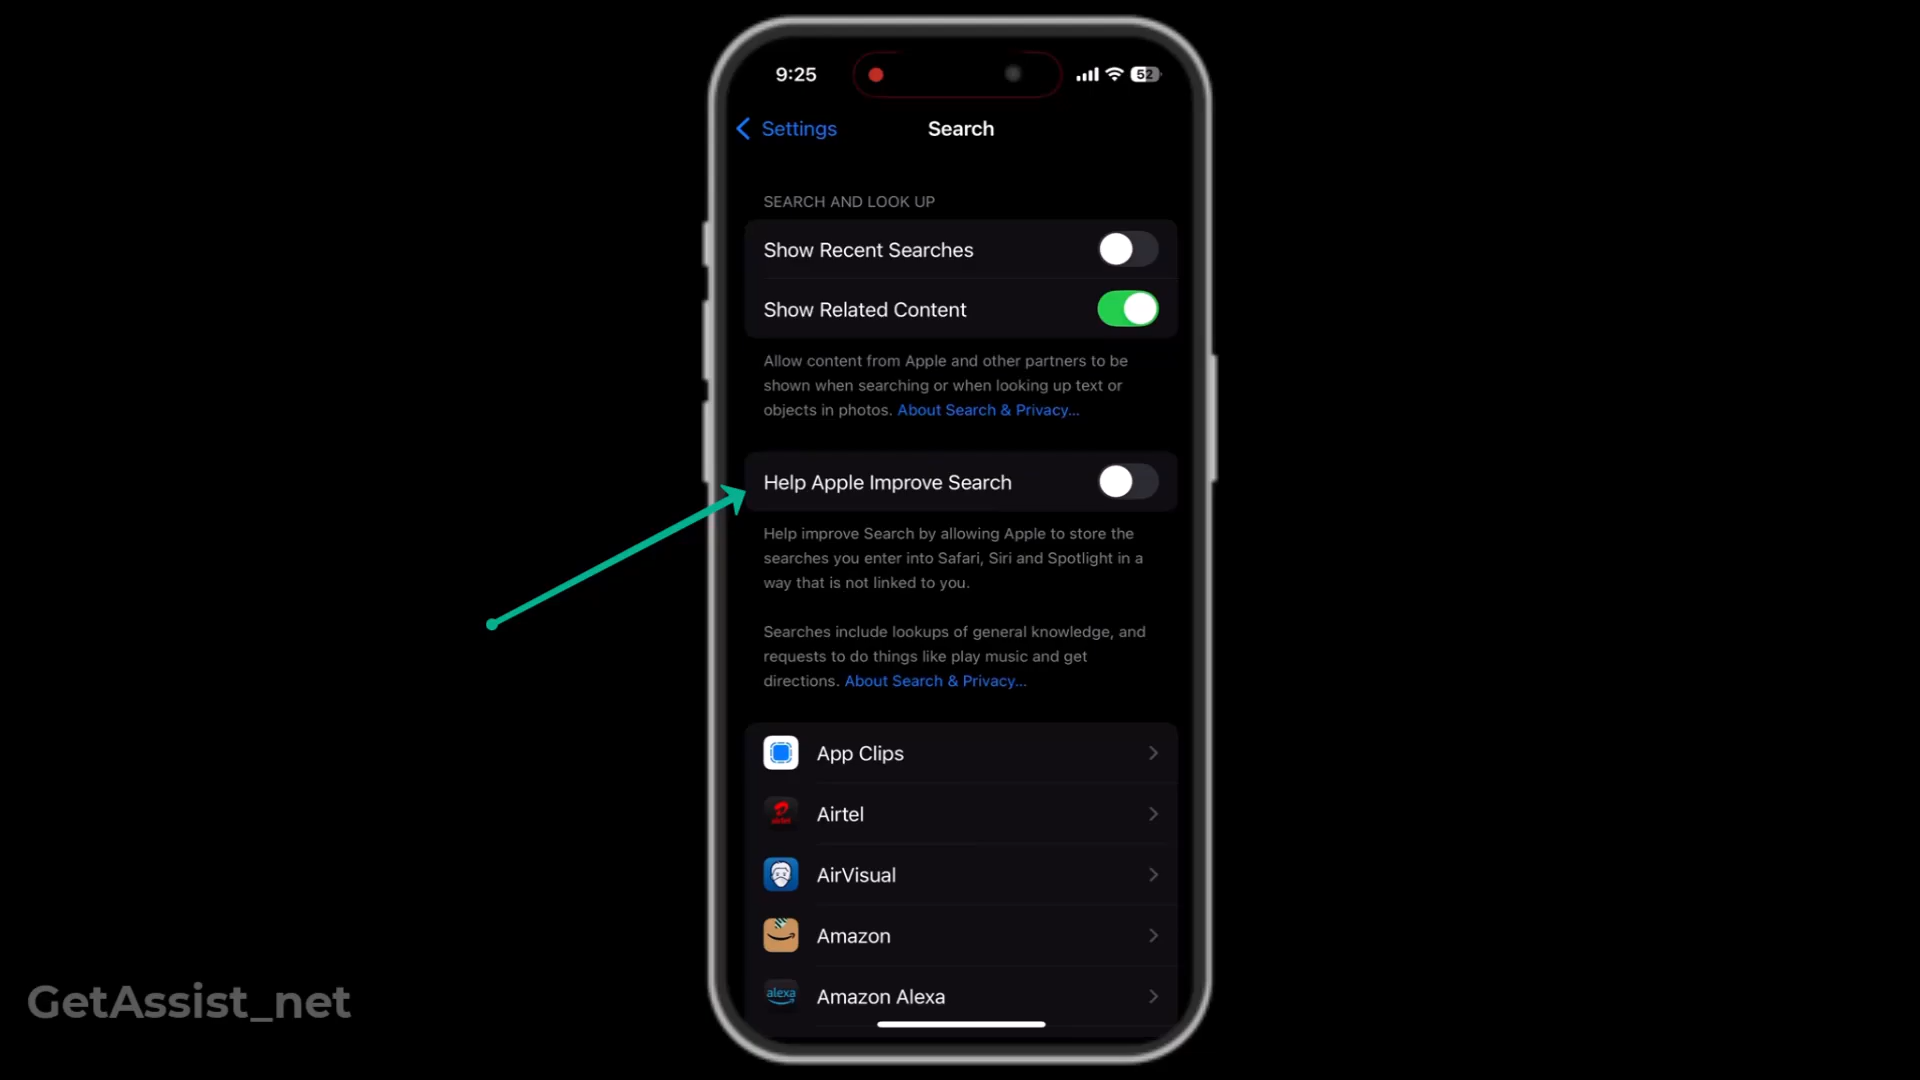 9:25
52
Settings
Search
SEARCH AND LOOK UP
Show Recent Searches
Show Related Content
Allow content from Apple and other partners to be
shown when searching or when looking up text or
objects in photos. About Search & Privacy...
Help Apple Improve Search
Help improve Search by allowing Apple to store the
searches you enter into Safari, Siri and Spotlight in a
way that is not linked to you.
Searches include lookups of general knowledge, and
requests to do things like play music and get
directions. About Search & Privacy...
App Clips
airtel
Airtel
AirVisual
Amazon
alexa
Amazon Alexa
GetAssist_net